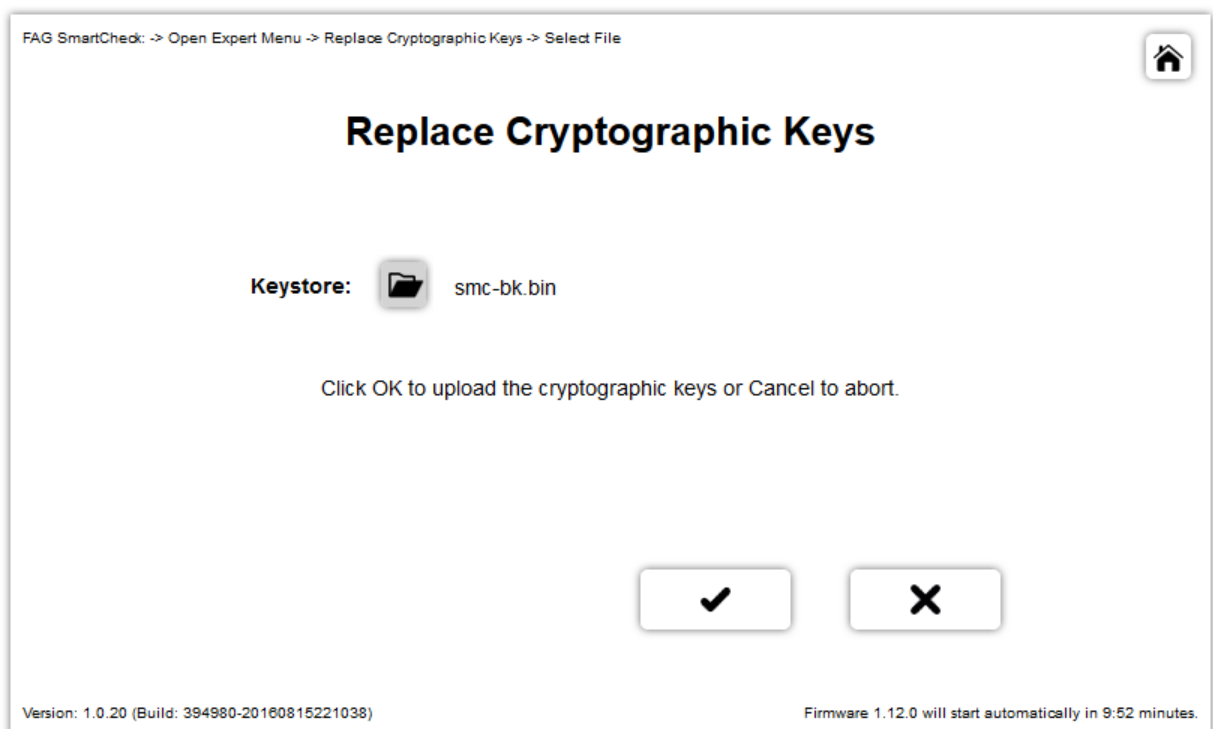 FAG SmartCheck: -> Open Expert Menu -> Replace Cryptographic Keys -> Select File
Replace Cryptographic Keys
Keystore: smc-bk.bin
Click OK to upload the cryptographic keys or Cancel to abort.
Version: 1.0.20 (Build: 394980-20160815221038) Firmware 1.12.0 will start automatically in 9:52 minutes.